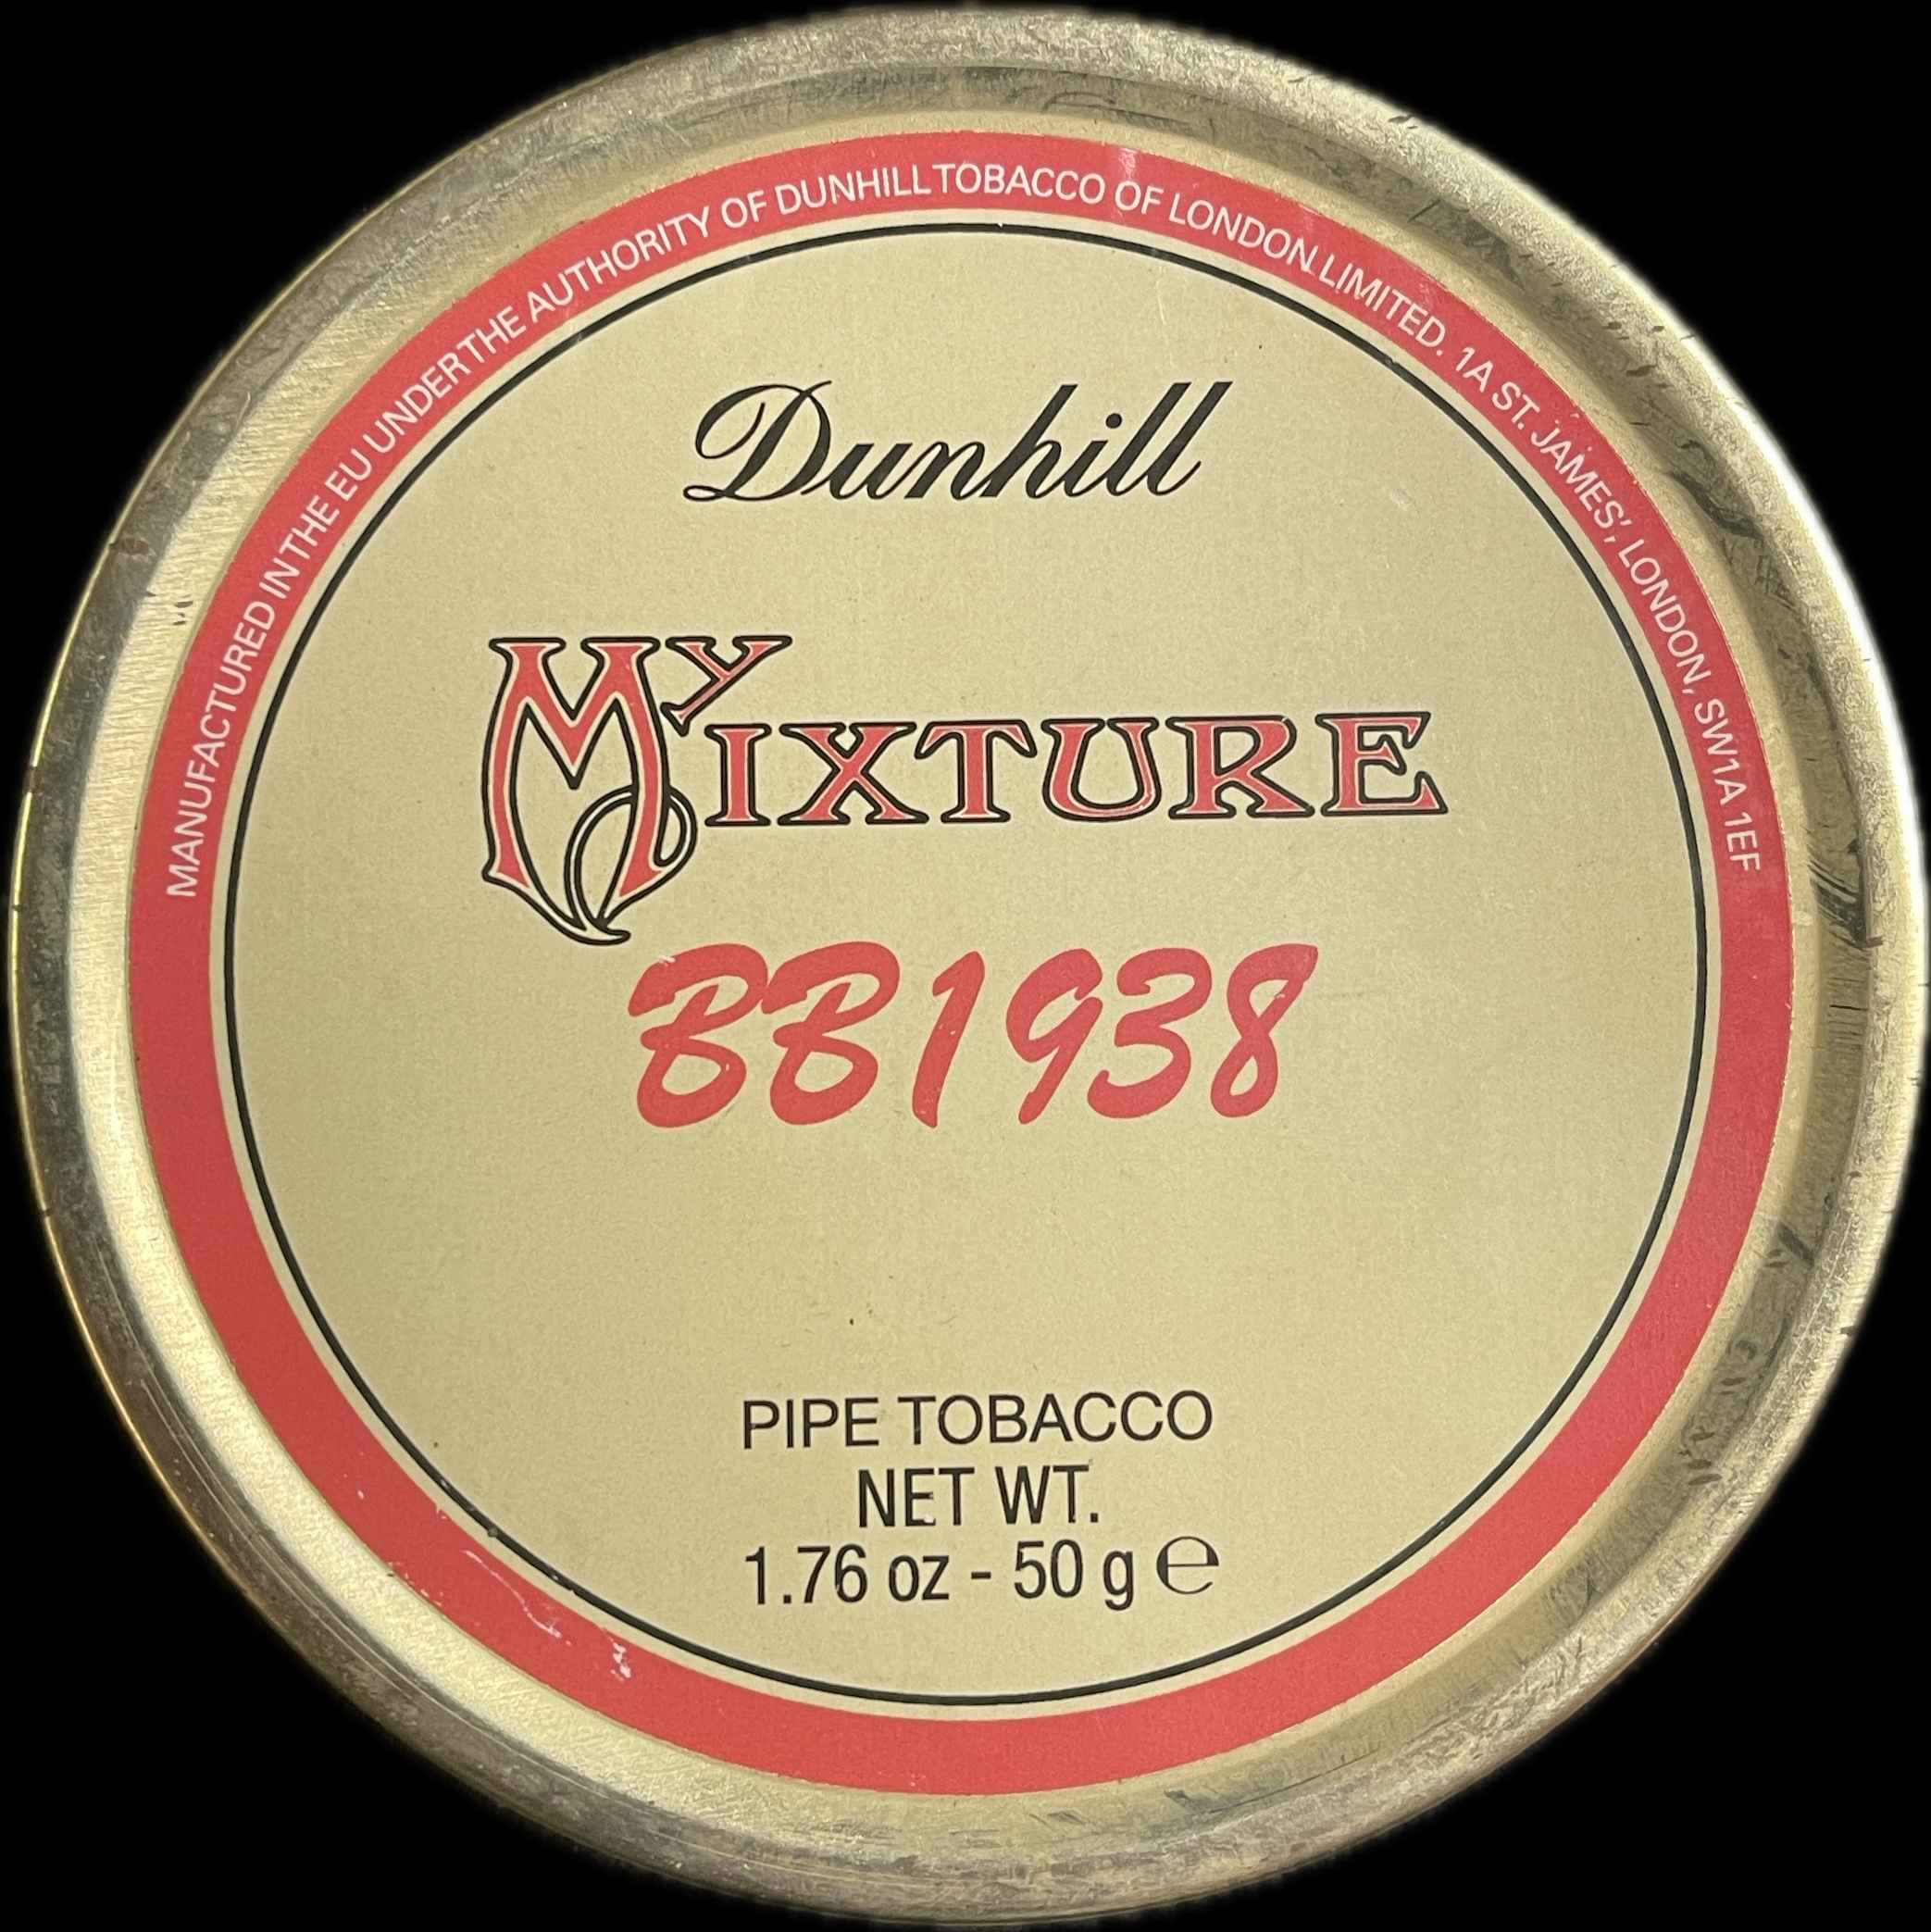 MANUFACTURED IN THE EU UNDER THE AUTHORITY OF DUNHILL TOBACCO OF LONDON LIMITED. 1A ST. JAMES', LONDON, SW1A 1EF
Dunhill
MY MIXTURE
BB1938
PIPE TOBACCO
NET WT.
1.76 oz - 50 g ℮